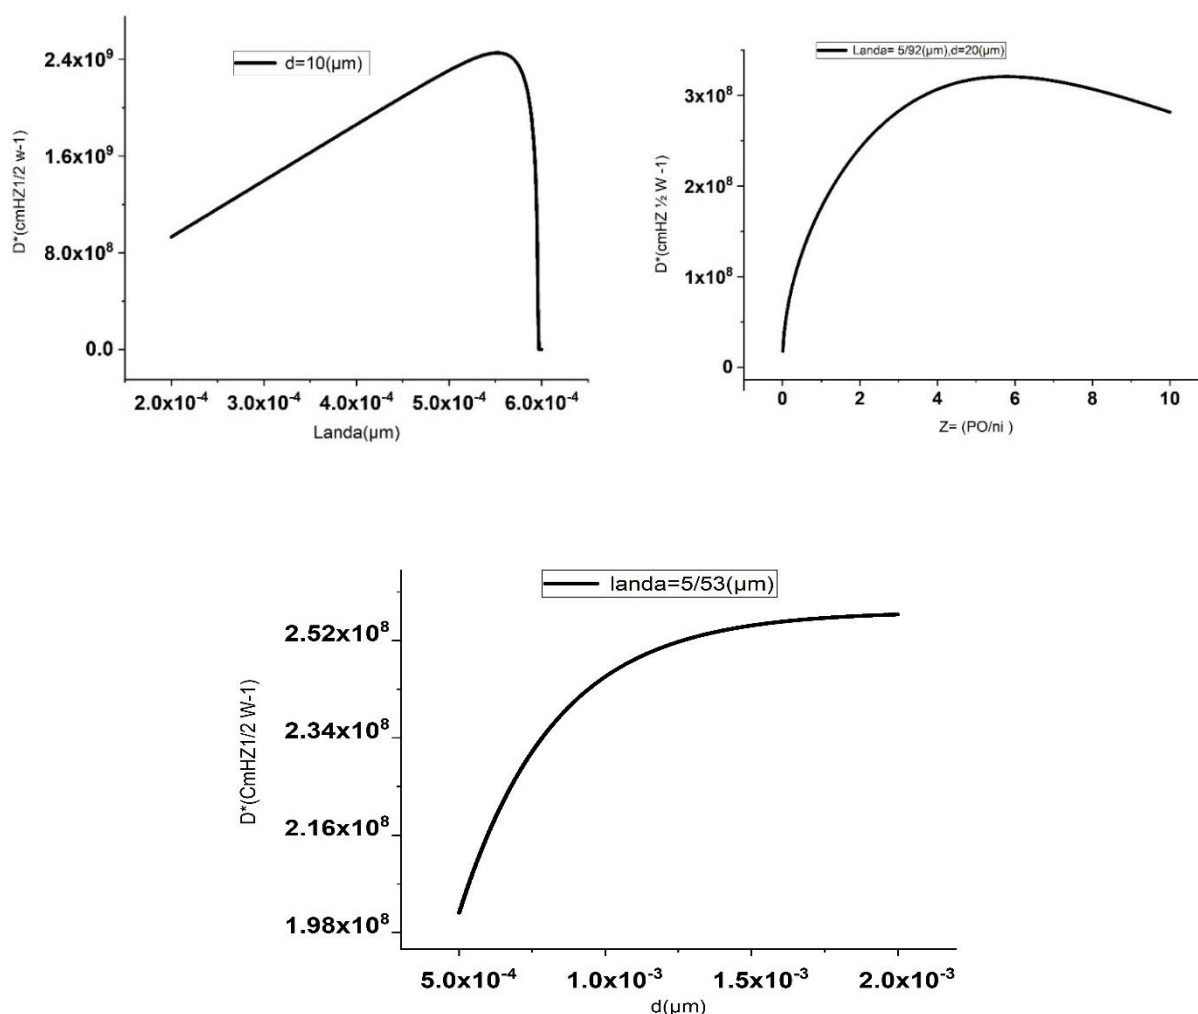 d=10(µm)
2.4x10⁹
1.6x10⁹
8.0x10⁸
0.0
D*(cmHZ1/2 w-1)
2.0x10⁻⁴ 3.0x10⁻⁴ 4.0x10⁻⁴ 5.0x10⁻⁴ 6.0x10⁻⁴
Landa(µm)
Landa= 5/92(µm),d=20(µm)
3x10⁸
2x10⁸
1x10⁸
0
D*(cmHZ ½ W -1)
0 2 4 6 8 10
Z= (PO/ni )
landa=5/53(µm)
2.52x10⁸
2.34x10⁸
2.16x10⁸
1.98x10⁸
D*(CmHZ1/2 W-1)
5.0x10⁻⁴ 1.0x10⁻³ 1.5x10⁻³ 2.0x10⁻³
d(µm)